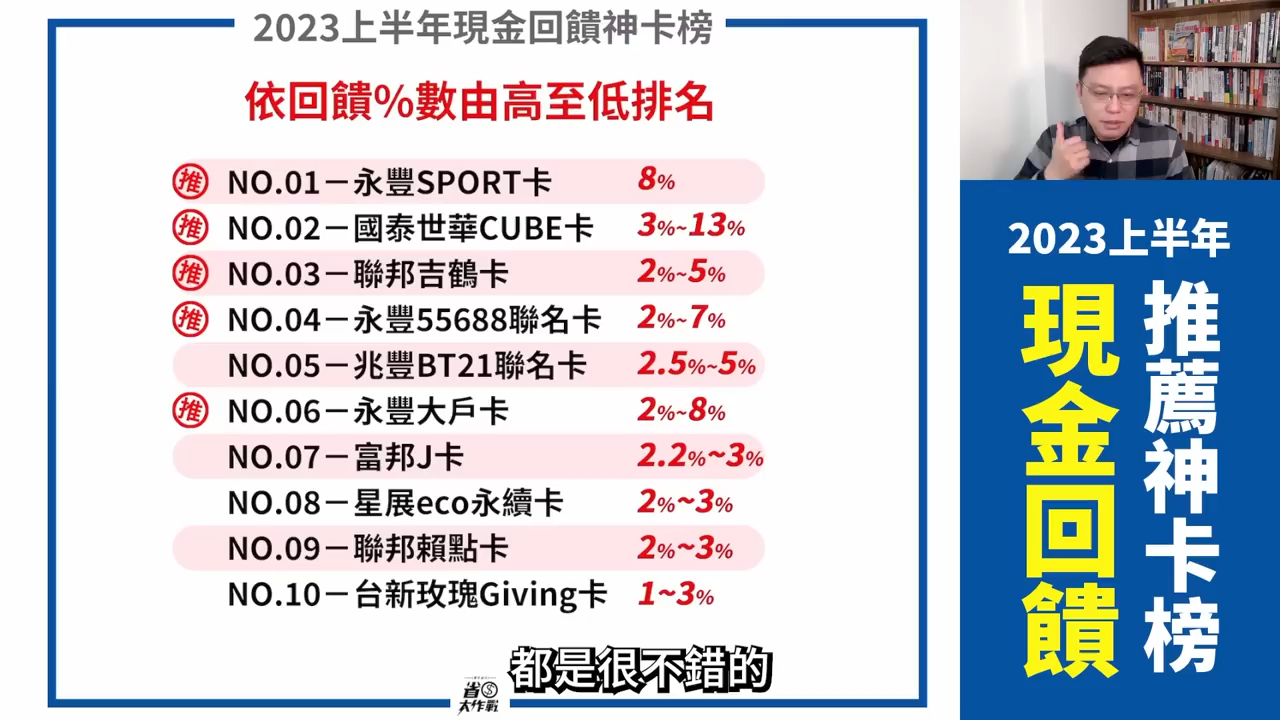 2023上半年現金回饋神卡榜
依回饋%數由高至低排名
推 NO.01－永豐SPORT卡 8%
推 NO.02－國泰世華CUBE卡 3%~13%
推 NO.03－聯邦吉鶴卡 2%~5%
推 NO.04－永豐55688聯名卡 2%~7%
NO.05－兆豐BT21聯名卡 2.5%~5%
推 NO.06－永豐大戶卡 2%~8%
NO.07－富邦J卡 2.2%~3%
NO.08－星展eco永續卡 2%~3%
NO.09－聯邦賴點卡 2%~3%
NO.10－台新玫瑰Giving卡 1~3%
都是很不錯的
省$
大作戰
2023上半年
推薦神卡榜
現金回饋